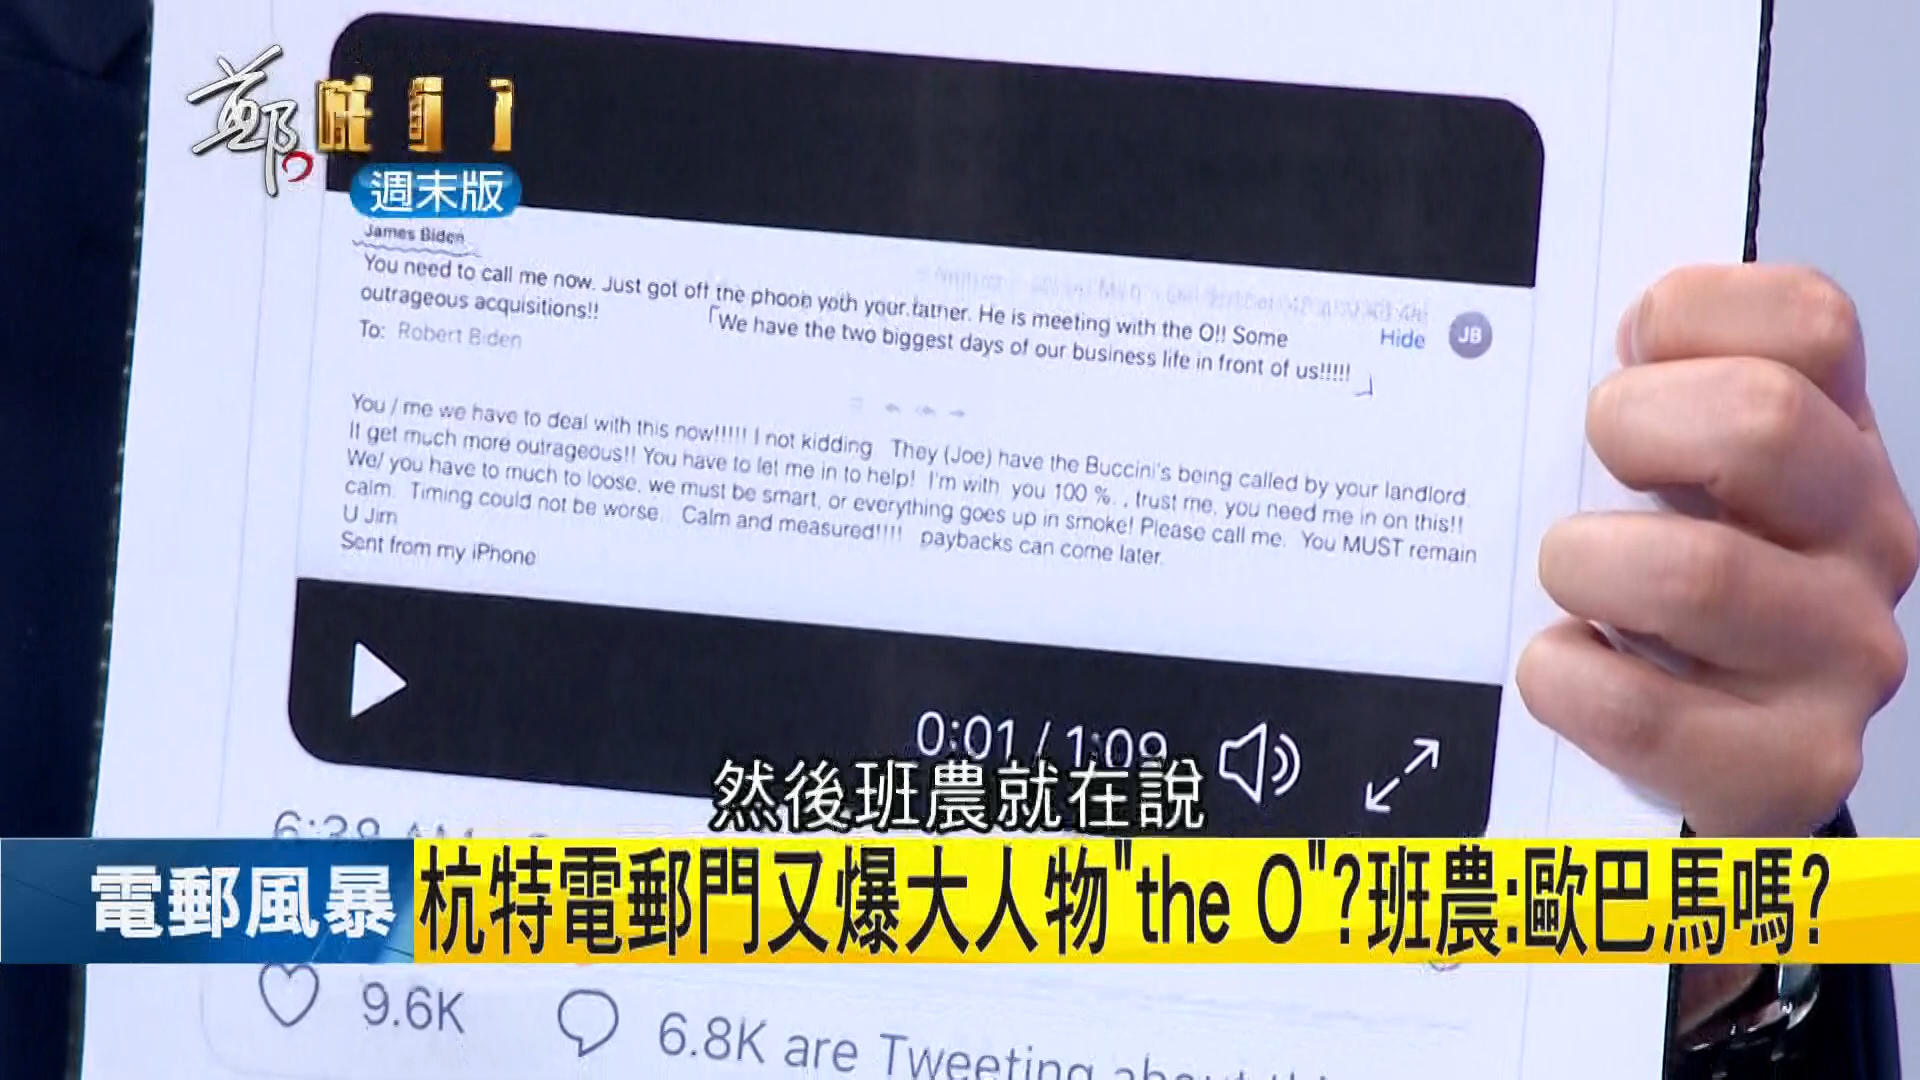 鄭
週末版
James Biden
You need to call me now. Just got off the phoon yoth your father. He is meeting with the O!! Some
outrageous acquisitions!!
「We have the two biggest days of our business life in front of us!!!!!」
Hide
JB
To: Robert Biden
You / me we have to deal with this now!!!!! I not kidding They (Joe) have the Buccini's being called by your landlord.
It get much more outrageous!! You have to let me in to help! I'm with you 100 %. , trust me, you need me in on this!!
We/ you have to much to loose, we must be smart, or everything goes up in smoke! Please call me. You MUST remain
calm. Timing could not be worse. Calm and measured!!!! paybacks can come later.
U Jim
Sent from my iPhone
0:01 / 1:09
然後班農就在說
電郵風暴
杭特電郵門又爆大人物"the O"?班農:歐巴馬嗎?
9.6K
6.8K are Tweeting about